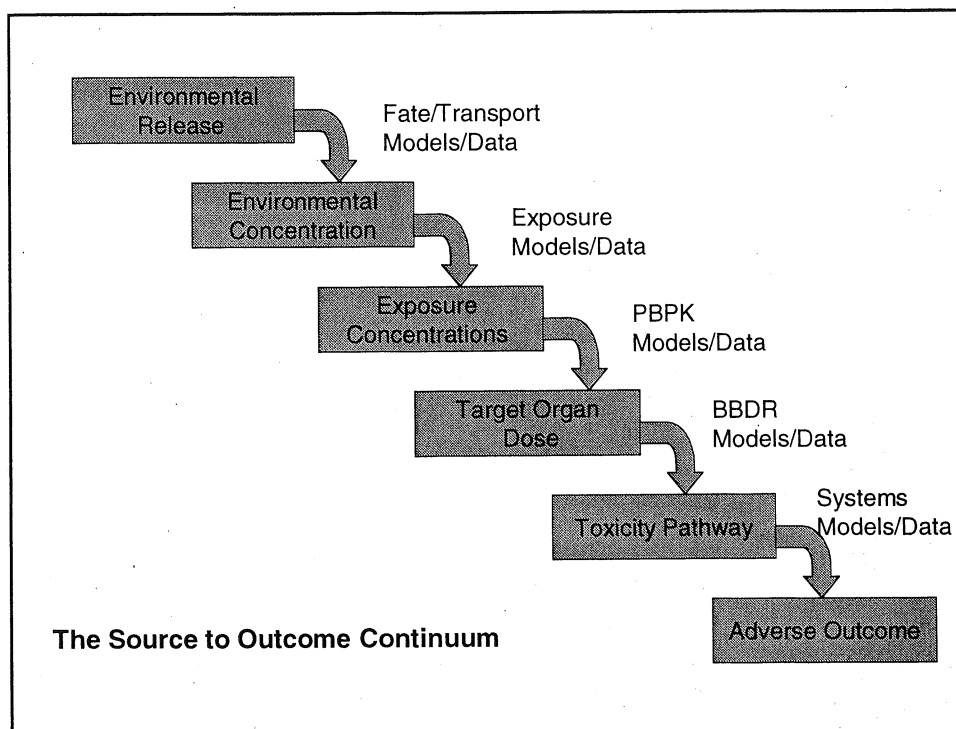 Environmental
Release
Fate/Transport
Models/Data
Environmental
Concentration
Exposure
Models/Data
Exposure
Concentrations
PBPK
Models/Data
Target Organ
Dose
BBDR
Models/Data
Toxicity Pathway
Systems
Models/Data
Adverse Outcome
The Source to Outcome Continuum